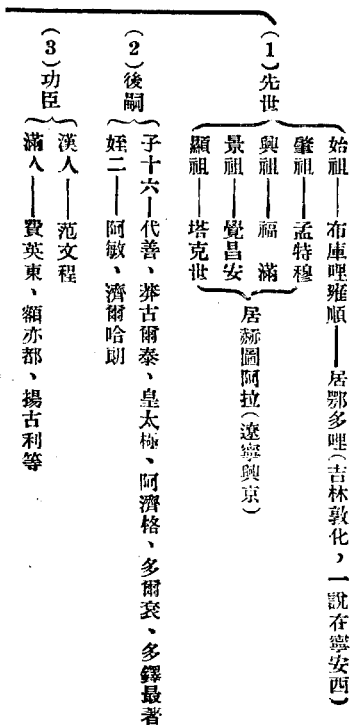 （1）先世
始祖——布庫哩雍順——居鄂多哩（吉林敦化，一說在寧安西）
肇祖——孟特穆
興祖——福滿
景祖——覺昌安
顯祖——塔克世
居赫圖阿拉（遼寧興京）
（2）後嗣
子十六——代善、莽古爾泰、皇太極、阿濟格、多爾袞、多鐸最著
姪二——阿敏、濟爾哈朗
（3）功臣
漢人——范文程
滿人——費英東、額亦都、揚古利等